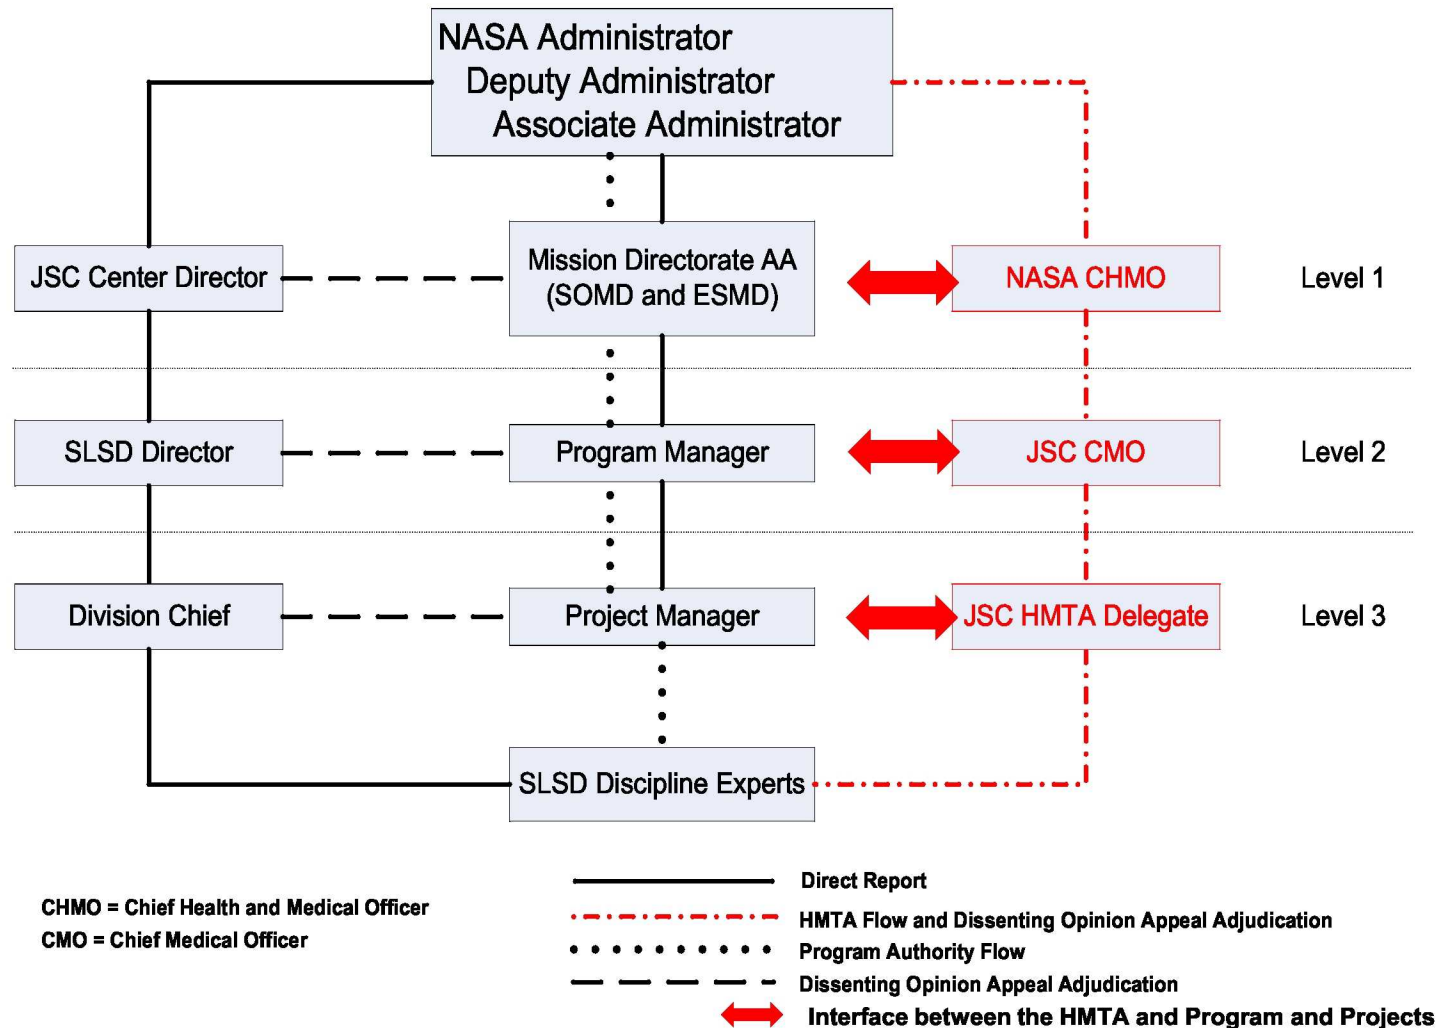 NASA Administrator
Deputy Administrator
Associate Administrator
JSC Center Director
Mission Directorate AA
(SOMD and ESMD)
NASA CHMO
Level 1
SLSD Director
Program Manager
JSC CMO
Level 2
Division Chief
Project Manager
JSC HMTA Delegate
Level 3
SLSD Discipline Experts
CHMO = Chief Health and Medical Officer
CMO = Chief Medical Officer
Direct Report
HMTA Flow and Dissenting Opinion Appeal Adjudication
Program Authority Flow
Dissenting Opinion Appeal Adjudication
Interface between the HMTA and Program and Projects